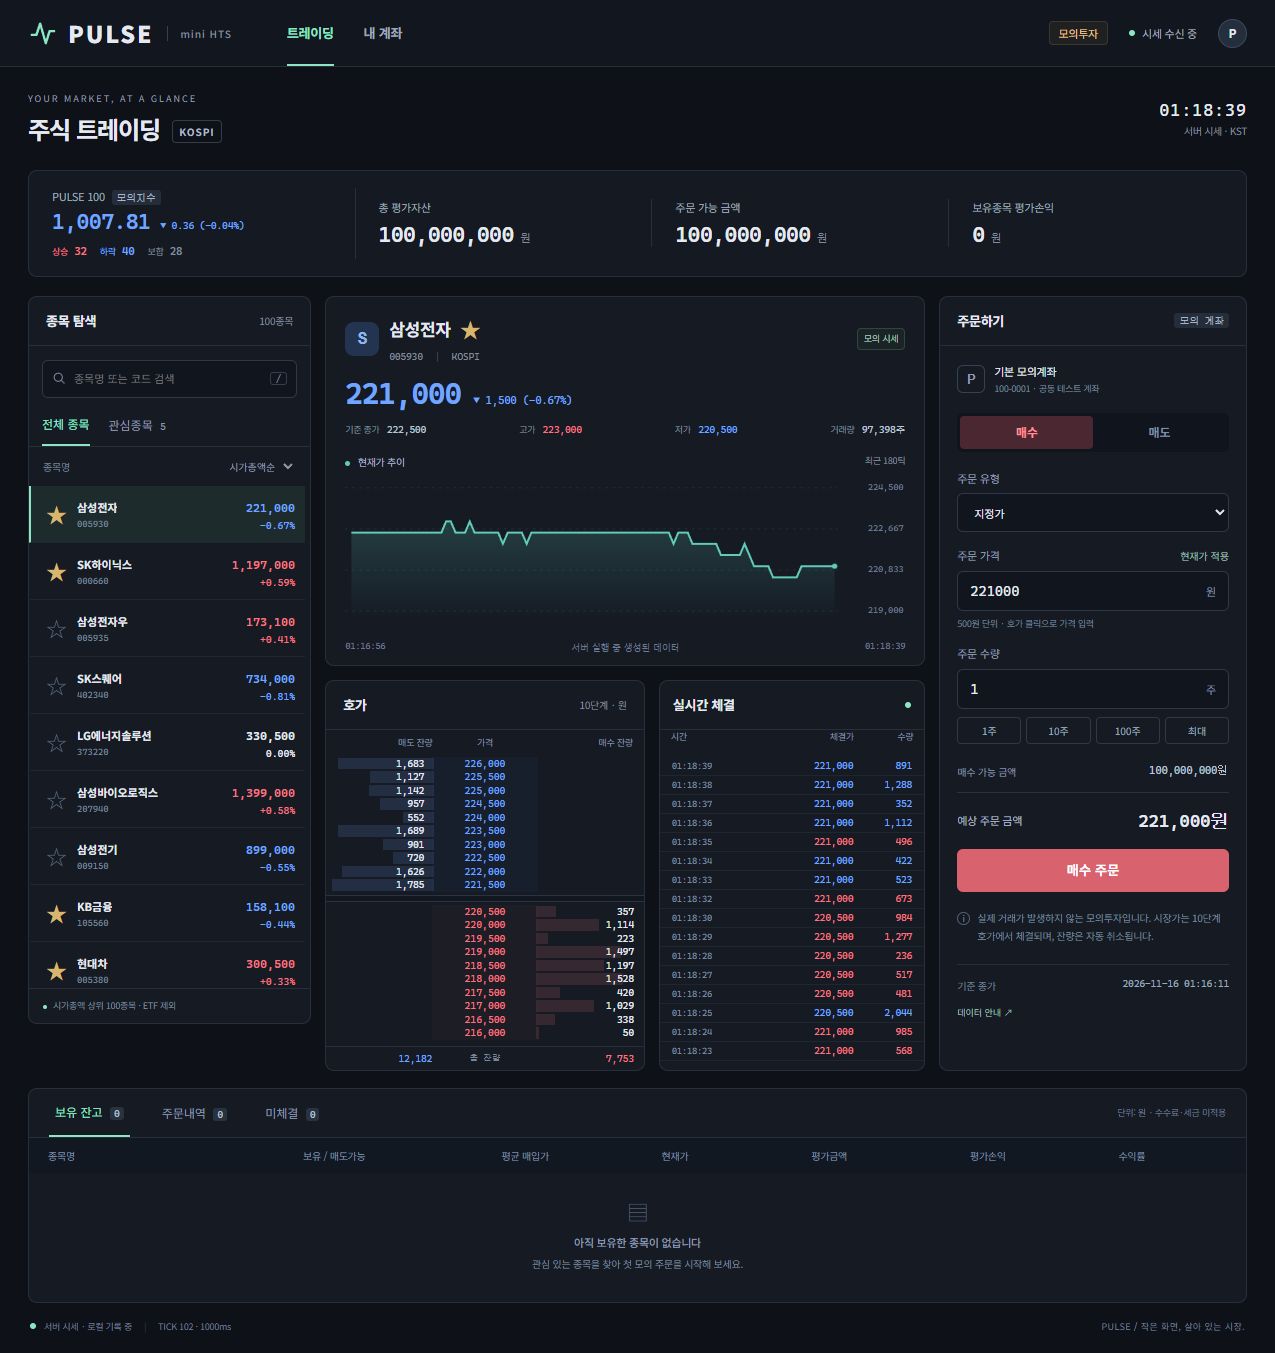 PULSE mini HTS 트레이딩 내 계좌 모의투자 시세 수신 중 P
YOUR MARKET, AT A GLANCE
주식 트레이딩 KOSPI
01:18:39
서버 시세 · KST
PULSE 100 모의지수
1,007.81 ▼ 0.36 (−0.04%)
상승 32 하락 40 보합 28
총 평가자산
100,000,000 원
주문 가능 금액
100,000,000 원
보유종목 평가손익
0 원
종목 탐색 100종목
종목명 또는 코드 검색 /
전체 종목 관심종목 5
종목명 시가총액순
삼성전자 221,000
005930 −0.67%
SK하이닉스 1,197,000
000660 +0.59%
삼성전자우 173,100
005935 +0.41%
SK스퀘어 734,000
402340 −0.81%
LG에너지솔루션 330,500
373220 0.00%
삼성바이오로직스 1,399,000
207940 +0.58%
삼성전기 899,000
009150 −0.55%
KB금융 158,100
105560 −0.44%
현대차 300,500
005380 +0.33%
시가총액 상위 100종목 · ETF 제외
S 삼성전자 ★
005930 KOSPI
모의 시세
221,000 ▼ 1,500 (−0.67%)
기준 종가 222,500 고가 223,000 저가 220,500 거래량 97,398주
현재가 추이 최근 180틱
224,500
222,667
220,833
219,000
01:16:56 서버 실행 중 생성된 데이터 01:18:39
호가 10단계 · 원
매도 잔량 가격 매수 잔량
1,683 226,000
1,127 225,500
1,142 225,000
957 224,500
552 224,000
1,689 223,500
901 223,000
720 222,500
1,626 222,000
1,785 221,500
220,500 357
220,000 1,114
219,500 223
219,000 1,497
218,500 1,197
218,000 1,528
217,500 420
217,000 1,029
216,500 338
216,000 50
12,182 총 잔량 7,753
실시간 체결
시간 체결가 수량
01:18:39 221,000 891
01:18:38 221,000 1,288
01:18:37 221,000 352
01:18:36 221,000 1,112
01:18:35 221,000 496
01:18:34 221,000 422
01:18:33 221,000 523
01:18:32 221,000 673
01:18:30 220,500 984
01:18:29 220,500 1,277
01:18:28 220,500 236
01:18:27 220,500 517
01:18:26 220,500 481
01:18:25 220,500 2,044
01:18:24 221,000 985
01:18:23 221,000 568
주문하기 모의 계좌
P 기본 모의계좌
100-0001 · 공동 테스트 계좌
매수 매도
주문 유형
지정가
주문 가격 현재가 적용
221000 원
500원 단위 · 호가 클릭으로 가격 입력
주문 수량
1 주
1주 10주 100주 최대
매수 가능 금액 100,000,000원
예상 주문 금액 221,000원
매수 주문
실제 거래가 발생하지 않는 모의투자입니다. 시장가는 10단계
호가에서 체결되며, 잔량은 자동 취소됩니다.
기준 종가 2026-11-16 01:16:11
데이터 안내 ↗
보유 잔고 0 주문내역 0 미체결 0 단위: 원 · 수수료·세금 미적용
종목명 보유 / 매도가능 평균 매입가 현재가 평가금액 평가손익 수익률
아직 보유한 종목이 없습니다
관심 있는 종목을 찾아 첫 모의 주문을 시작해 보세요.
서버 시세 · 로컬 기록 중 TICK 102 · 1000ms PULSE / 작은 화면, 살아 있는 시장.